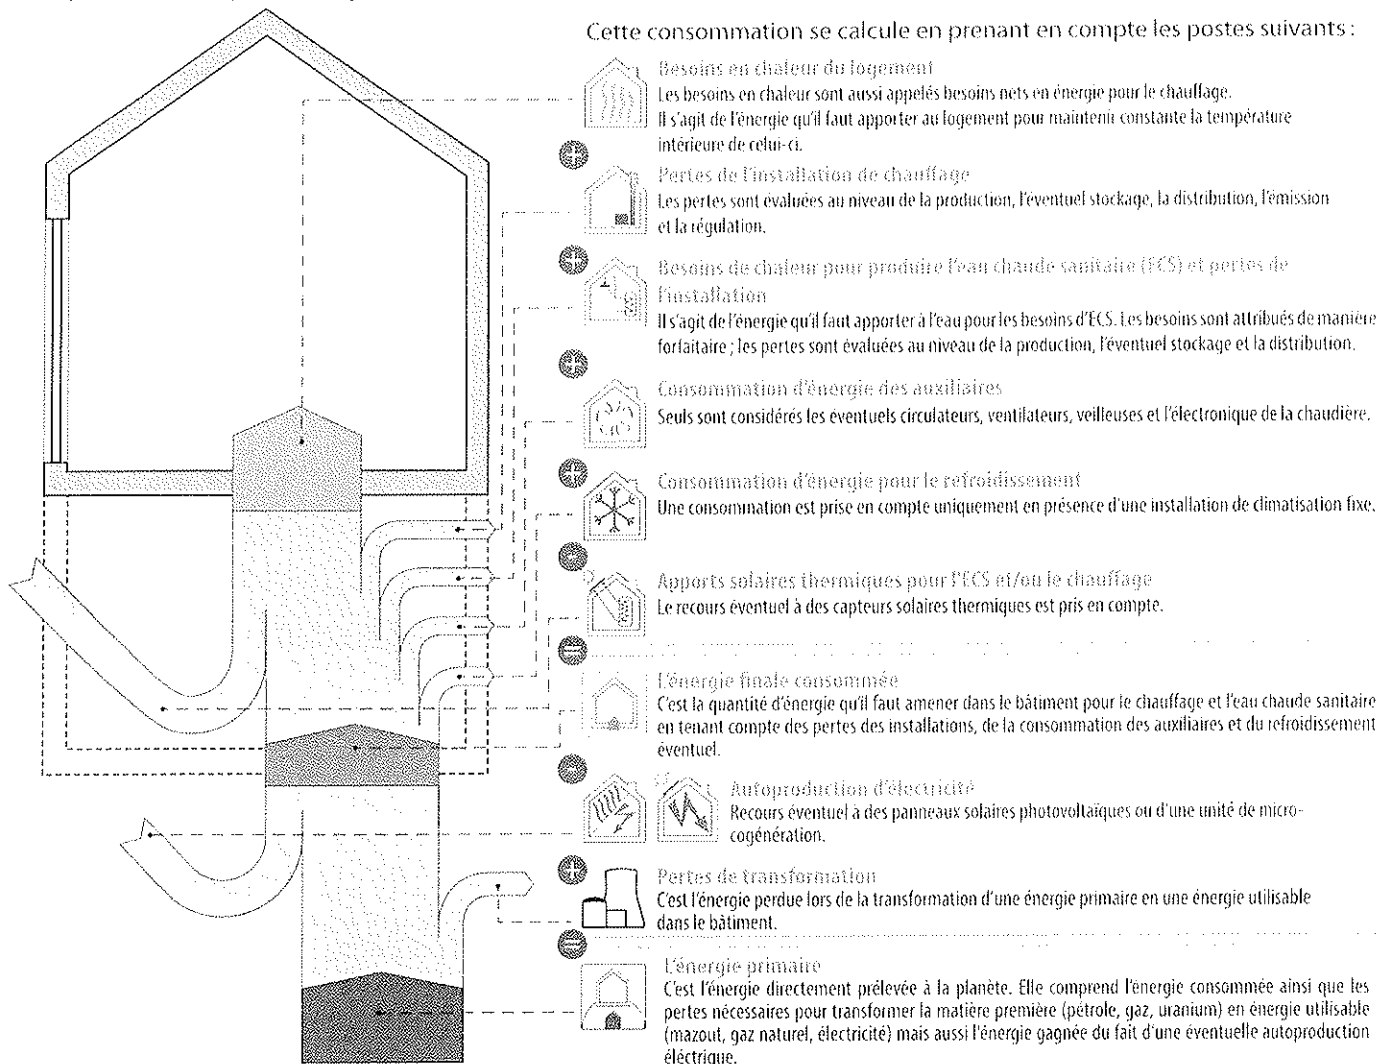 Cette consommation se calcule en prenant en compte les postes suivants :
Besoins en chaleur du logement
Les besoins en chaleur sont aussi appelés besoins nets en énergie pour le chauffage.
Il s'agit de l'énergie qu'il faut apporter au logement pour maintenir constante la température
intérieure de celui-ci.
+
Pertes de l'installation de chauffage
Les pertes sont évaluées au niveau de la production, l'éventuel stockage, la distribution, l'émission
et la régulation.
+
Besoins de chaleur pour produire l'eau chaude sanitaire (ECS) et pertes de
l'installation
Il s'agit de l'énergie qu'il faut apporter à l'eau pour les besoins d'ECS. Les besoins sont attribués de manière
forfaitaire ; les pertes sont évaluées au niveau de la production, l'éventuel stockage et la distribution.
+
Consommation d'énergie des auxiliaires
Seuls sont considérés les éventuels circulateurs, ventilateurs, veilleuses et l'électronique de la chaudière.
+
Consommation d'énergie pour le refroidissement
Une consommation est prise en compte uniquement en présence d'une installation de climatisation fixe.
-
Apports solaires thermiques pour l'ECS et/ou le chauffage
Le recours éventuel à des capteurs solaires thermiques est pris en compte.
=
L'énergie finale consommée
C'est la quantité d'énergie qu'il faut amener dans le bâtiment pour le chauffage et l'eau chaude sanitaire
en tenant compte des pertes des installations, de la consommation des auxiliaires et du refroidissement
éventuel.
-
Autoproduction d'électricité
Recours éventuel à des panneaux solaires photovoltaïques ou d'une unité de micro-
cogénération.
+
Pertes de transformation
C'est l'énergie perdue lors de la transformation d'une énergie primaire en une énergie utilisable
dans le bâtiment.
=
L'énergie primaire
C'est l'énergie directement prélevée à la planète. Elle comprend l'énergie consommée ainsi que les
pertes nécessaires pour transformer la matière première (pétrole, gaz, uranium) en énergie utilisable
(mazout, gaz naturel, électricité) mais aussi l'énergie gagnée du fait d'une éventuelle autoproduction
éléctrique.